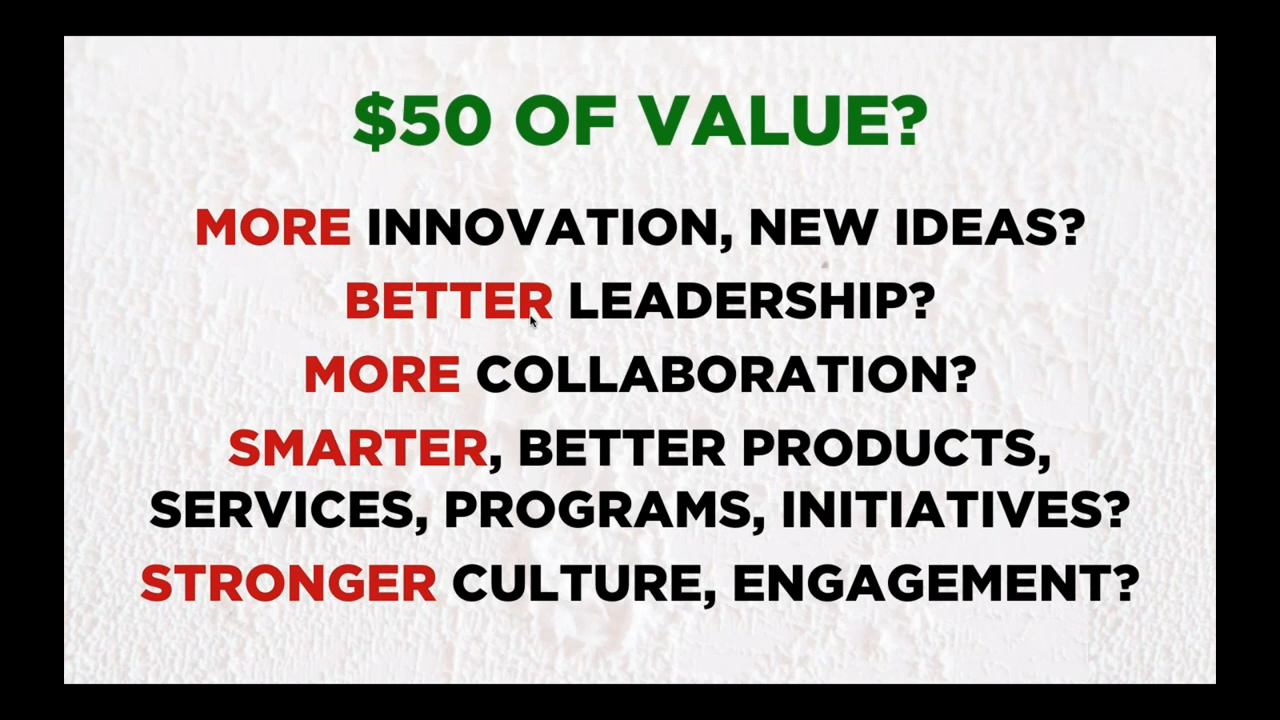 $50 OF VALUE?
MORE INNOVATION, NEW IDEAS?
BETTER LEADERSHIP?
MORE COLLABORATION?
SMARTER, BETTER PRODUCTS,
SERVICES, PROGRAMS, INITIATIVES?
STRONGER CULTURE, ENGAGEMENT?